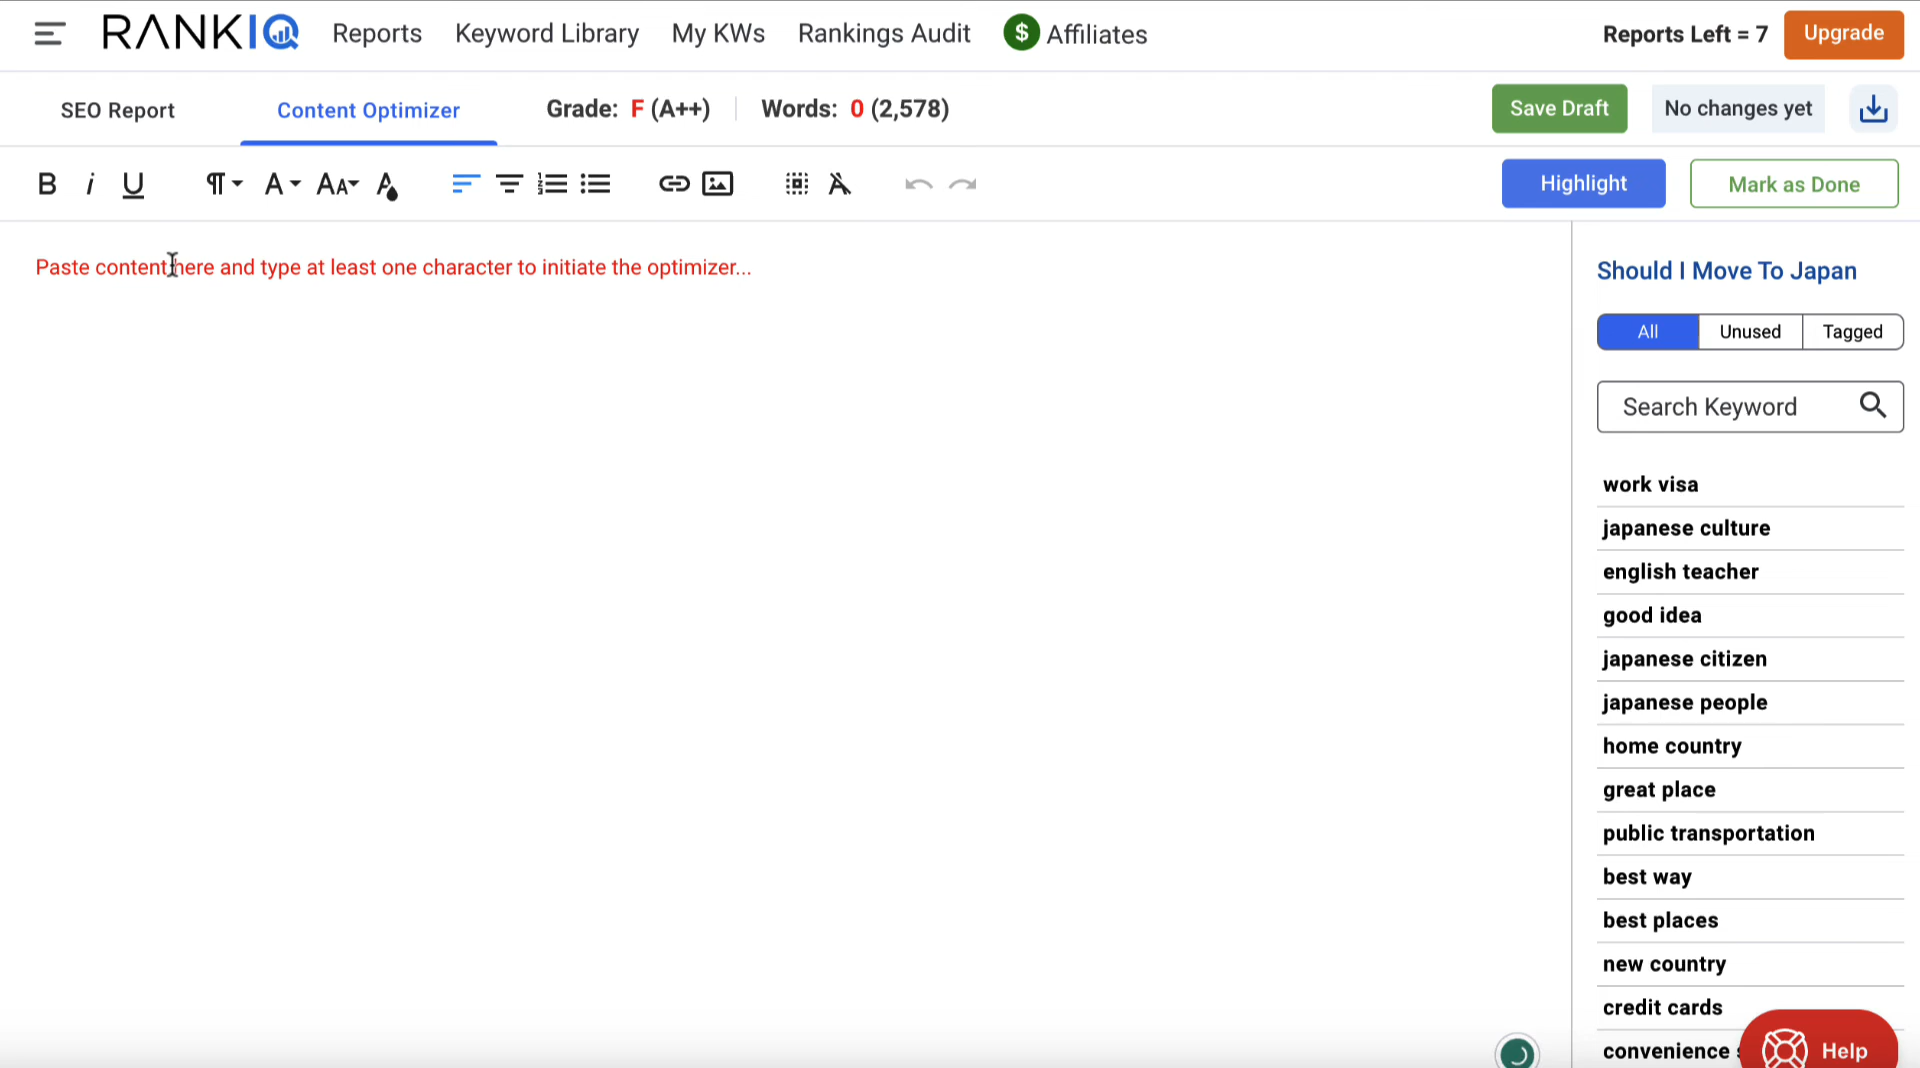 RANKIQ Reports Keyword Library My KWs Rankings Audit $ Affiliates Reports Left = 7 Upgrade
SEO Report Content Optimizer Grade: F (A++) Words: 0 (2,578) Save Draft No changes yet
B i U ¶ A AA A Highlight Mark as Done
Paste content here and type at least one character to initiate the optimizer...
Should I Move To Japan
All Unused Tagged
Search Keyword
work visa
japanese culture
english teacher
good idea
japanese citizen
japanese people
home country
great place
public transportation
best way
best places
new country
credit cards
convenience
Help